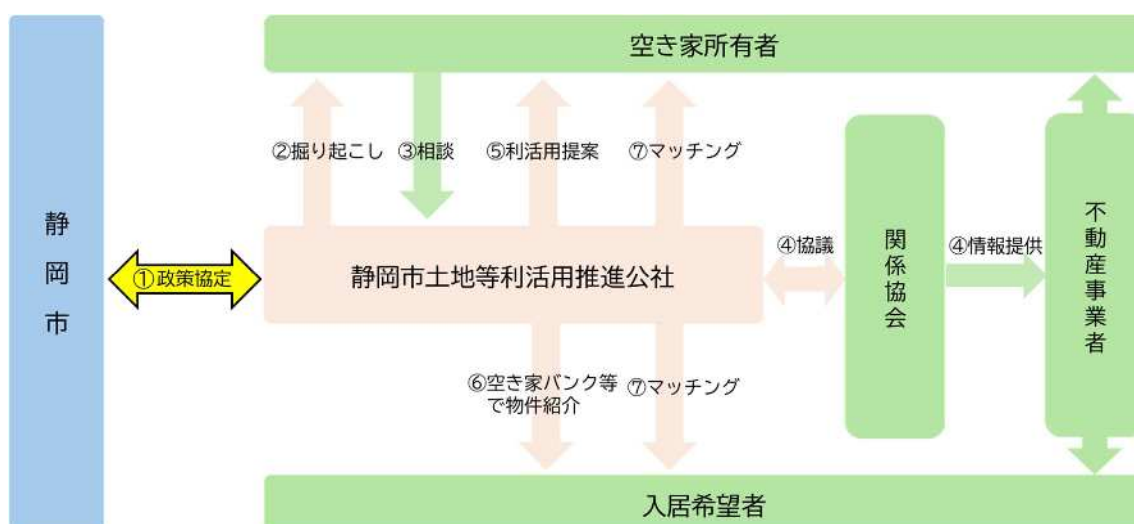 空き家所有者
②掘り起こし
③相談
⑤利活用提案
⑦マッチング
静岡市
①政策協定
静岡市土地等利活用推進公社
④協議
関係協会
④情報提供
不動産事業者
⑥空き家バンク等
で物件紹介
⑦マッチング
入居希望者